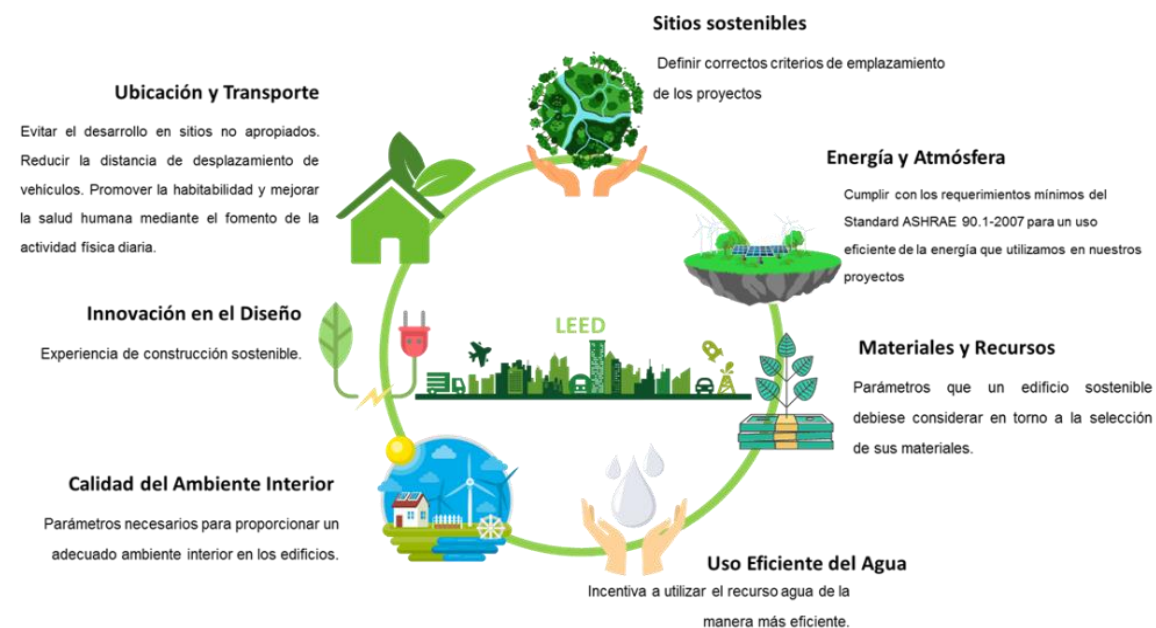 Sitios sostenibles
Definir correctos criterios de emplazamiento
de los proyectos
Ubicación y Transporte
Evitar el desarrollo en sitios no apropiados.
Reducir la distancia de desplazamiento de
vehículos. Promover la habitabilidad y mejorar
la salud humana mediante el fomento de la
actividad física diaria.
Energía y Atmósfera
Cumplir con los requerimientos mínimos del
Standard ASHRAE 90.1-2007 para un uso
eficiente de la energía que utilizamos en nuestros
proyectos
Innovación en el Diseño
Experiencia de construcción sostenible.
LEED
Materiales y Recursos
Parámetros que un edificio sostenible
debiese considerar en torno a la selección
de sus materiales.
Calidad del Ambiente Interior
Parámetros necesarios para proporcionar un
adecuado ambiente interior en los edificios.
Uso Eficiente del Agua
Incentiva a utilizar el recurso agua de la
manera más eficiente.